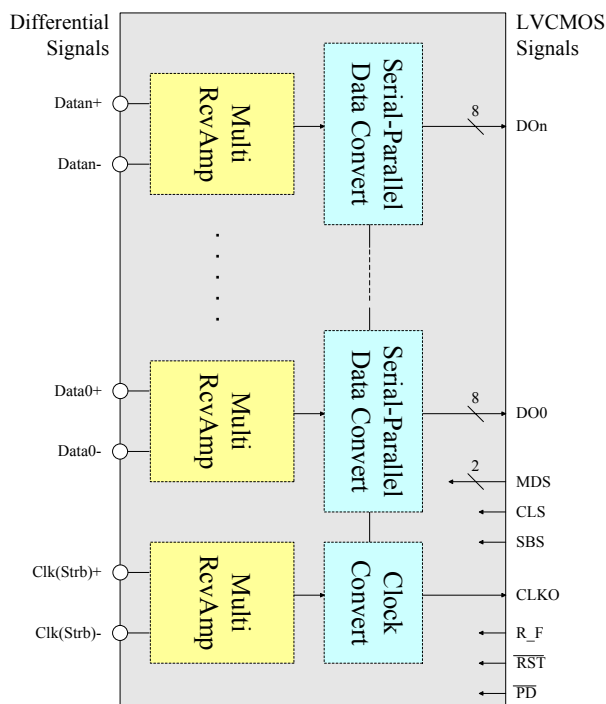 Differential
Signals
LVCMOS
Signals
Datan+
Datan-
Multi
RcvAmp
Serial-Parallel
Data Convert
8
DOn
Data0+
Data0-
Multi
RcvAmp
Serial-Parallel
Data Convert
8
DO0
2
MDS
CLS
SBS
Clk(Strb)+
Clk(Strb)-
Multi
RcvAmp
Clock
Convert
CLKO
R_F
RST
PD